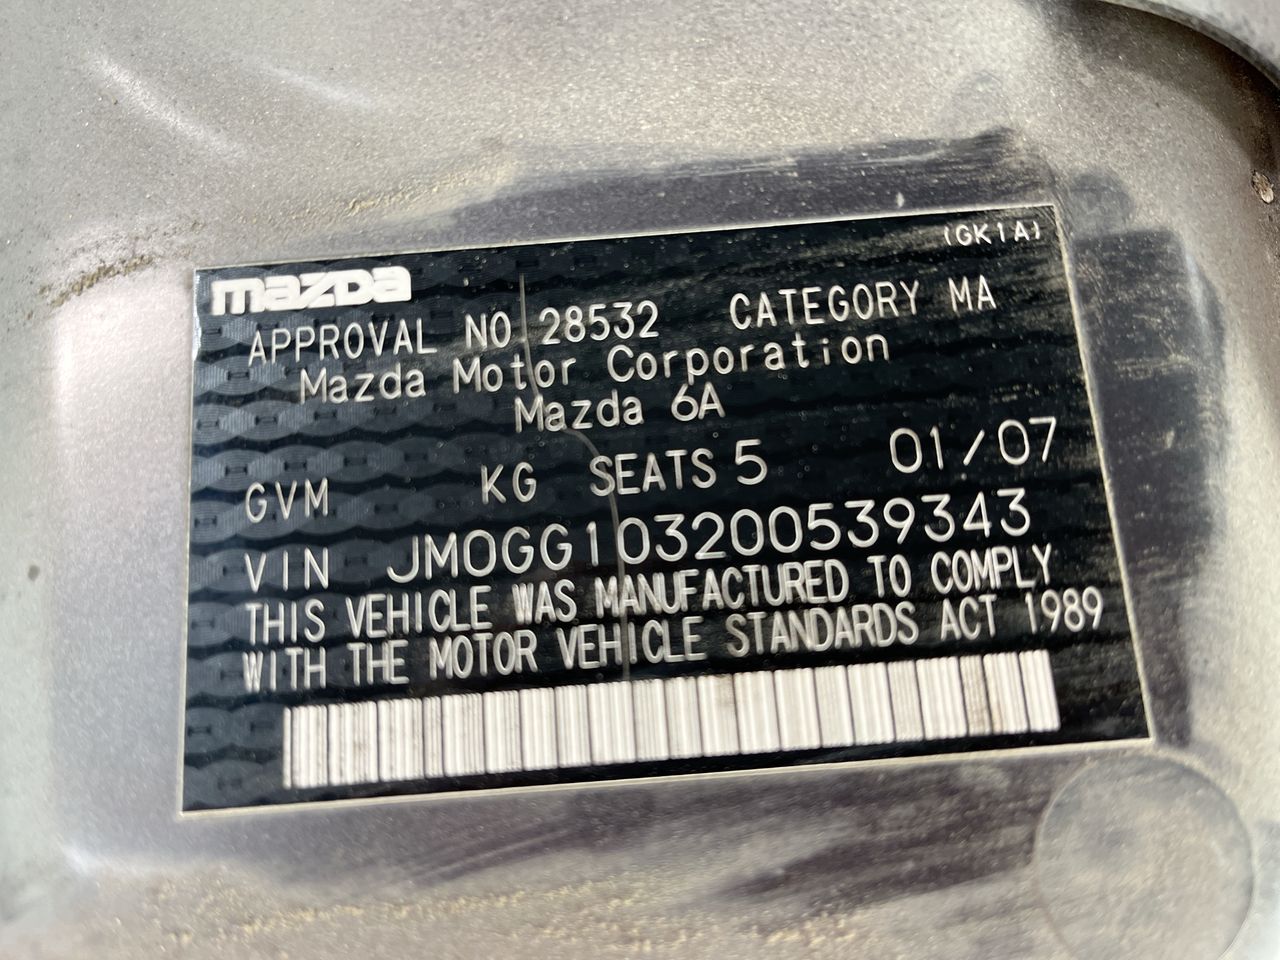 (GK1A)
mazda
APPROVAL NO 28532 CATEGORY MA
Mazda Motor Corporation
Mazda 6A
GVM KG SEATS 5 01/07
VIN JM0GG103200539343
THIS VEHICLE WAS MANUFACTURED TO COMPLY
WITH THE MOTOR VEHICLE STANDARDS ACT 1989